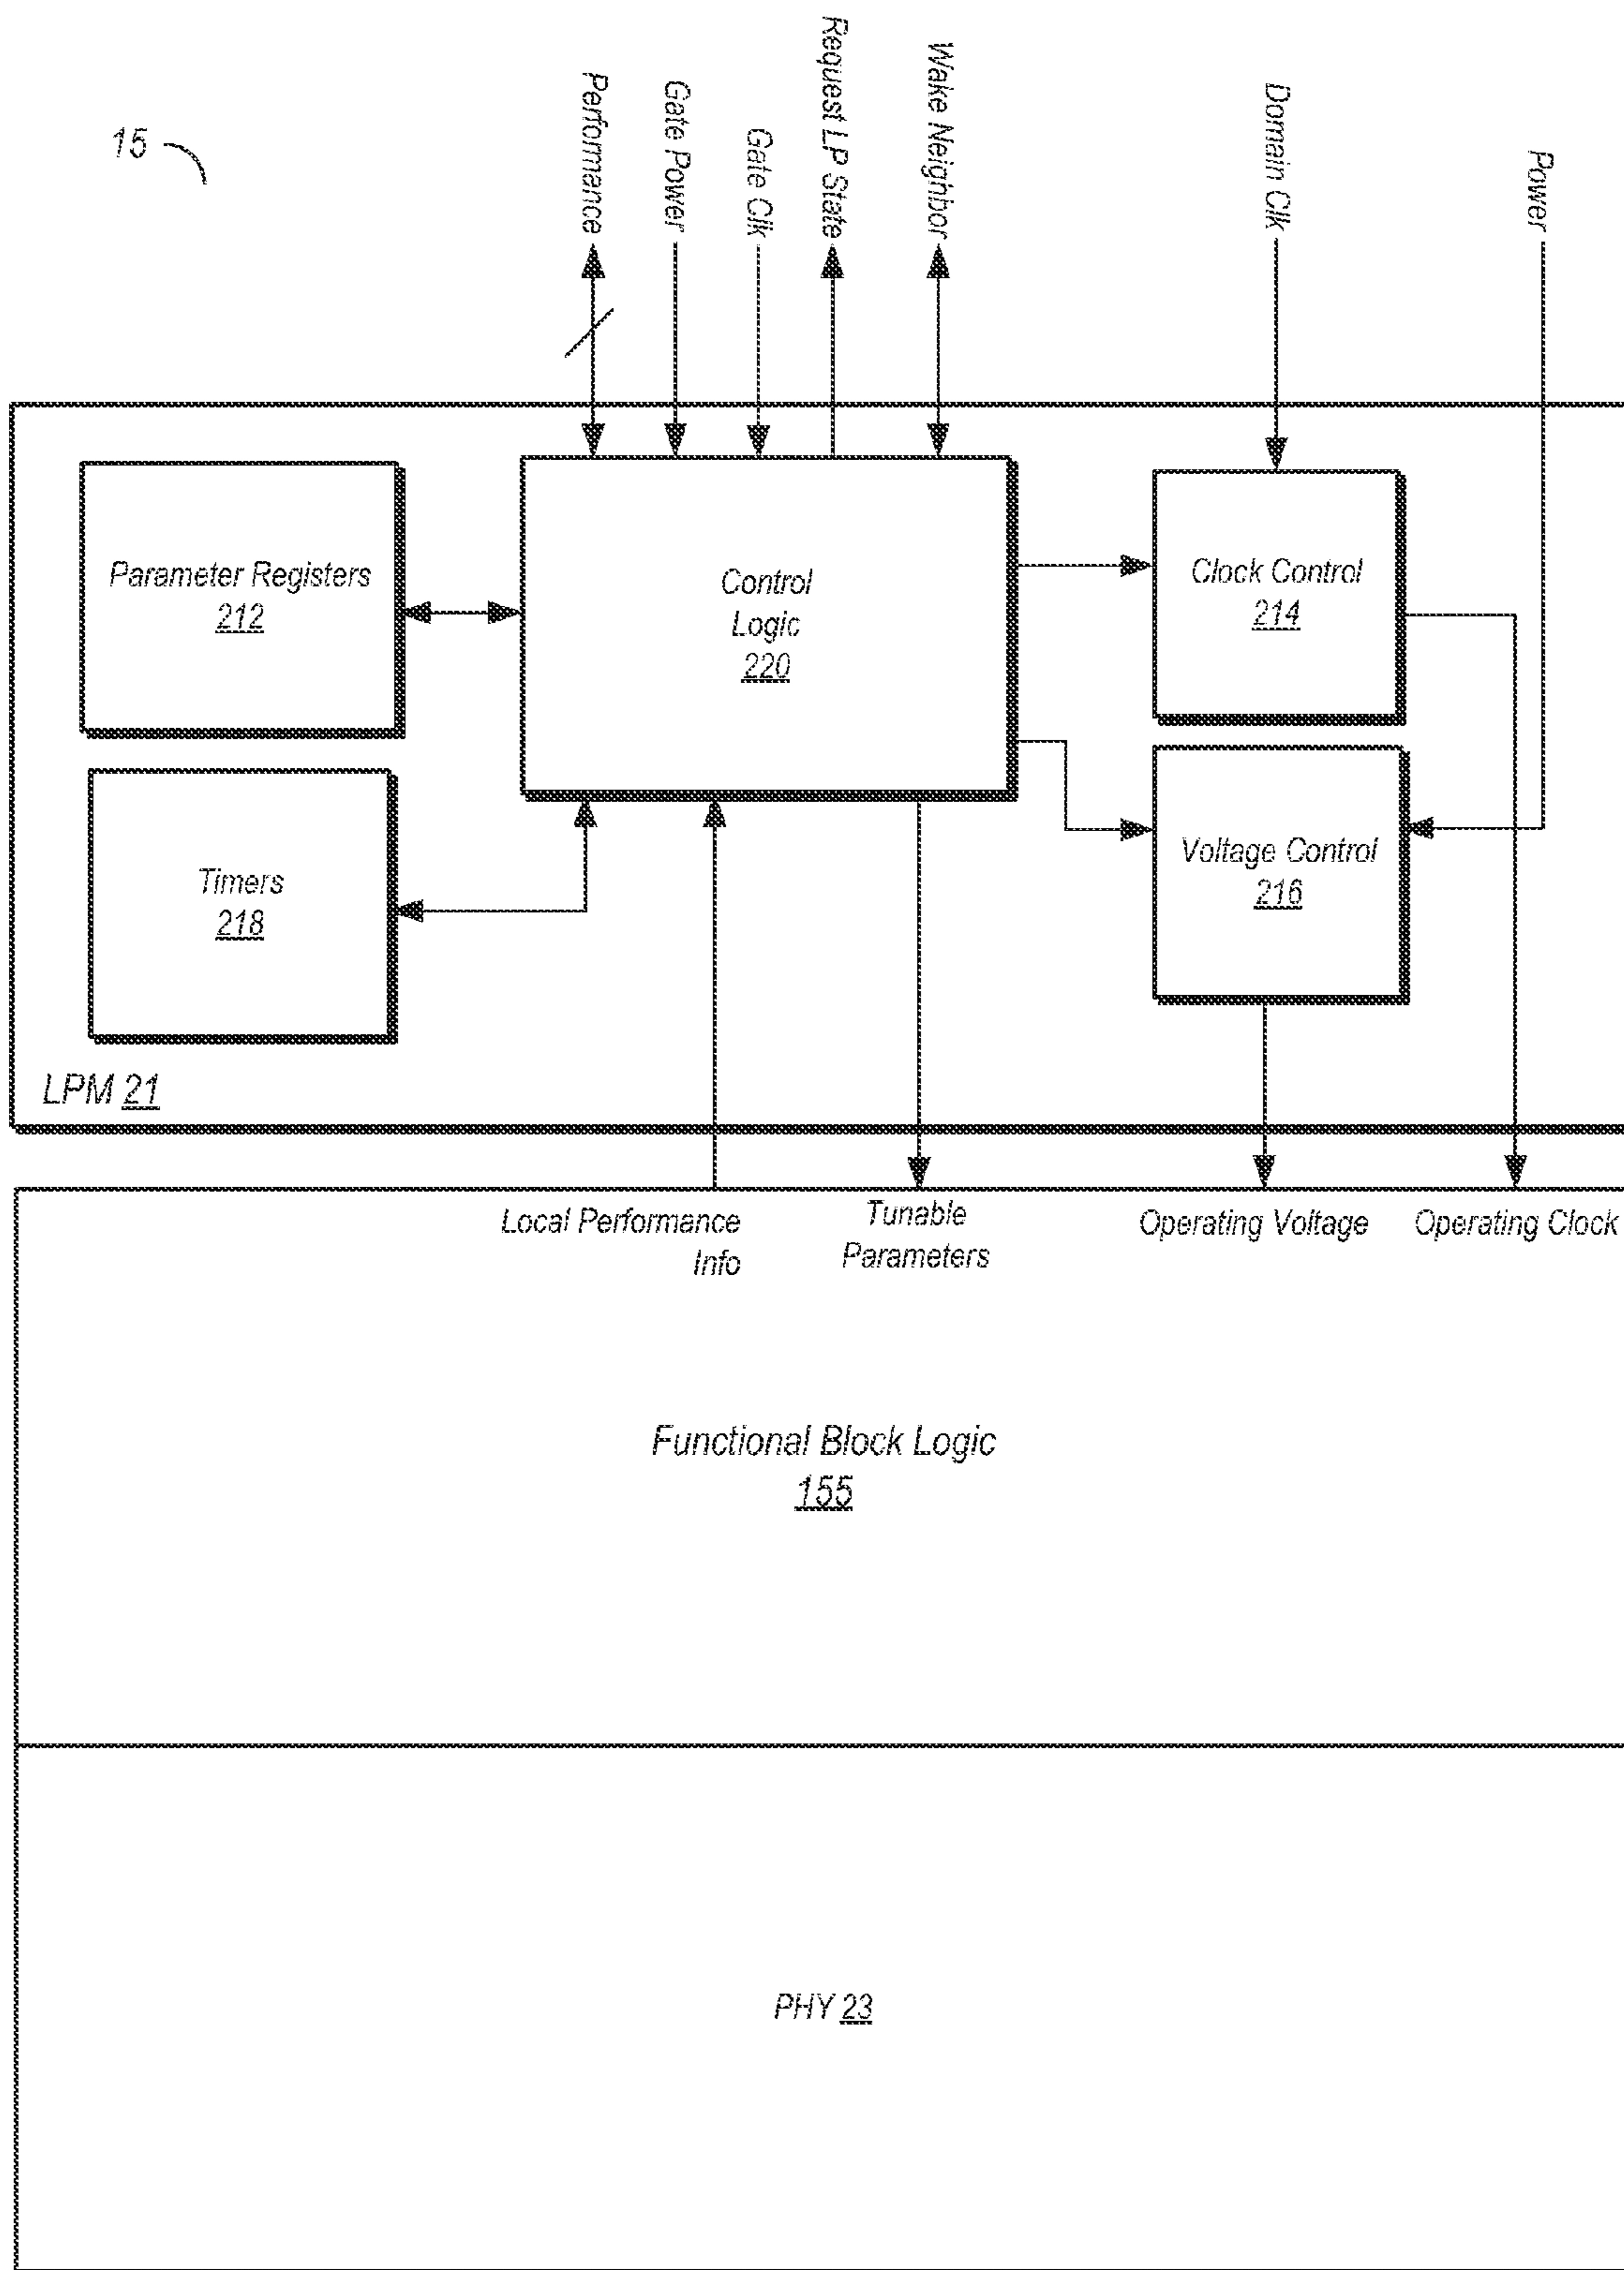 15
Performance
Gate Power
Gate Clk
Request LP State
Wake Neighbor
Domain Clk
Power
Parameter Registers
212
Control
Logic
220
Clock Control
214
Timers
218
Voltage Control
216
LPM 21
Local Performance
Info
Tunable
Parameters
Operating Voltage
Operating Clock
Functional Block Logic
155
PHY 23